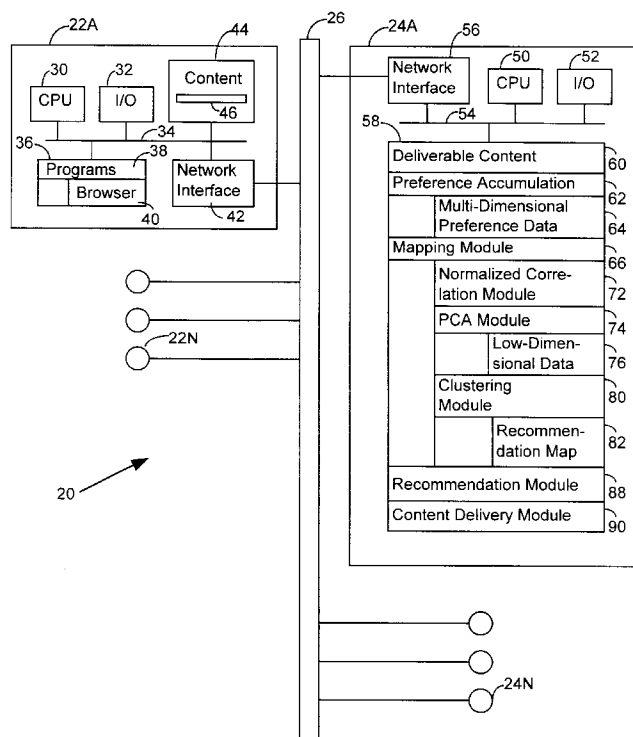 22A
44
30
32
Content
CPU
I/O
46
34
36
38
Programs
Browser
40
Network
Interface
42
22N
20
26
24A
56
50
52
Network
Interface
CPU
I/O
54
58
Deliverable Content
60
Preference Accumulation
62
Multi-Dimensional
Preference Data
64
Mapping Module
66
Normalized Corre-
lation Module
72
PCA Module
74
Low-Dimen-
sional Data
76
Clustering
Module
80
Recommen-
dation Map
82
Recommendation Module
88
Content Delivery Module
90
24N